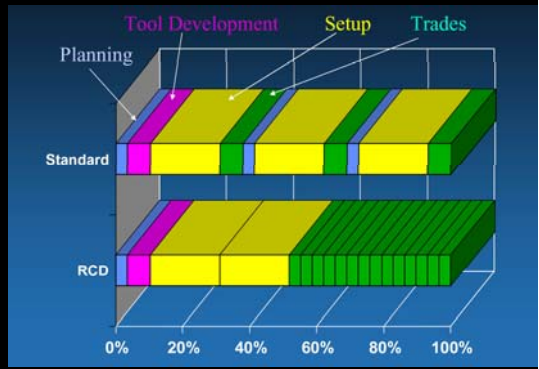 Tool Development Setup Trades
Planning
Standard
RCD
0% 20% 40% 60% 80% 100%